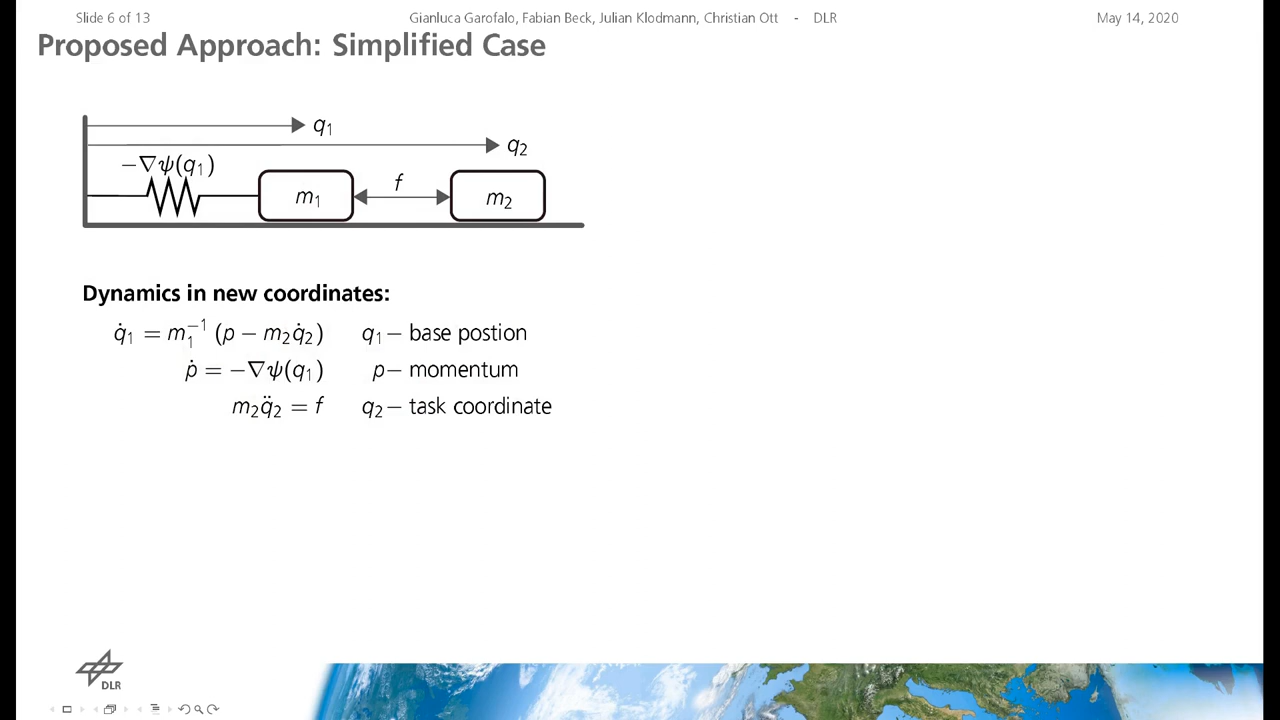 Slide 6 of 13 Gianluca Garofalo, Fabian Beck, Julian Klodmann, Christian Ott - DLR May 14, 2020
Proposed Approach: Simplified Case
q₁
q₂
−∇ψ(q₁)
f
m₁
m₂
Dynamics in new coordinates:
q̇₁ = m₁⁻¹ (p − m₂q̇₂) q₁− base postion
ṗ = −∇ψ(q₁) p− momentum
m₂q̈₂ = f q₂− task coordinate
DLR